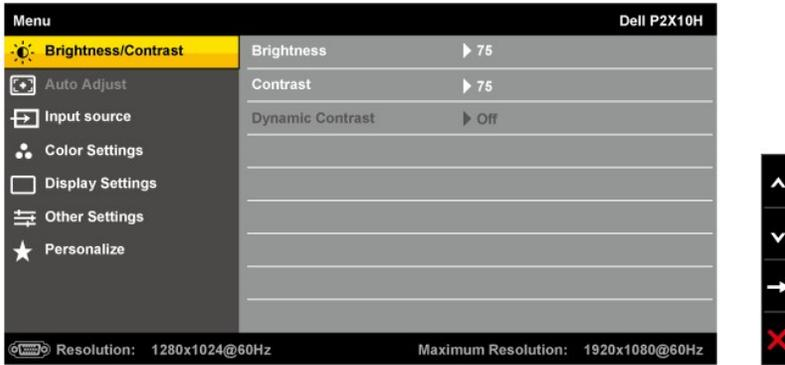 Menu Dell P2X10H
Brightness/Contrast Brightness 75
Auto Adjust Contrast 75
Input source Dynamic Contrast Off
Color Settings
Display Settings
Other Settings
Personalize
Resolution: 1280x1024@60Hz Maximum Resolution: 1920x1080@60Hz